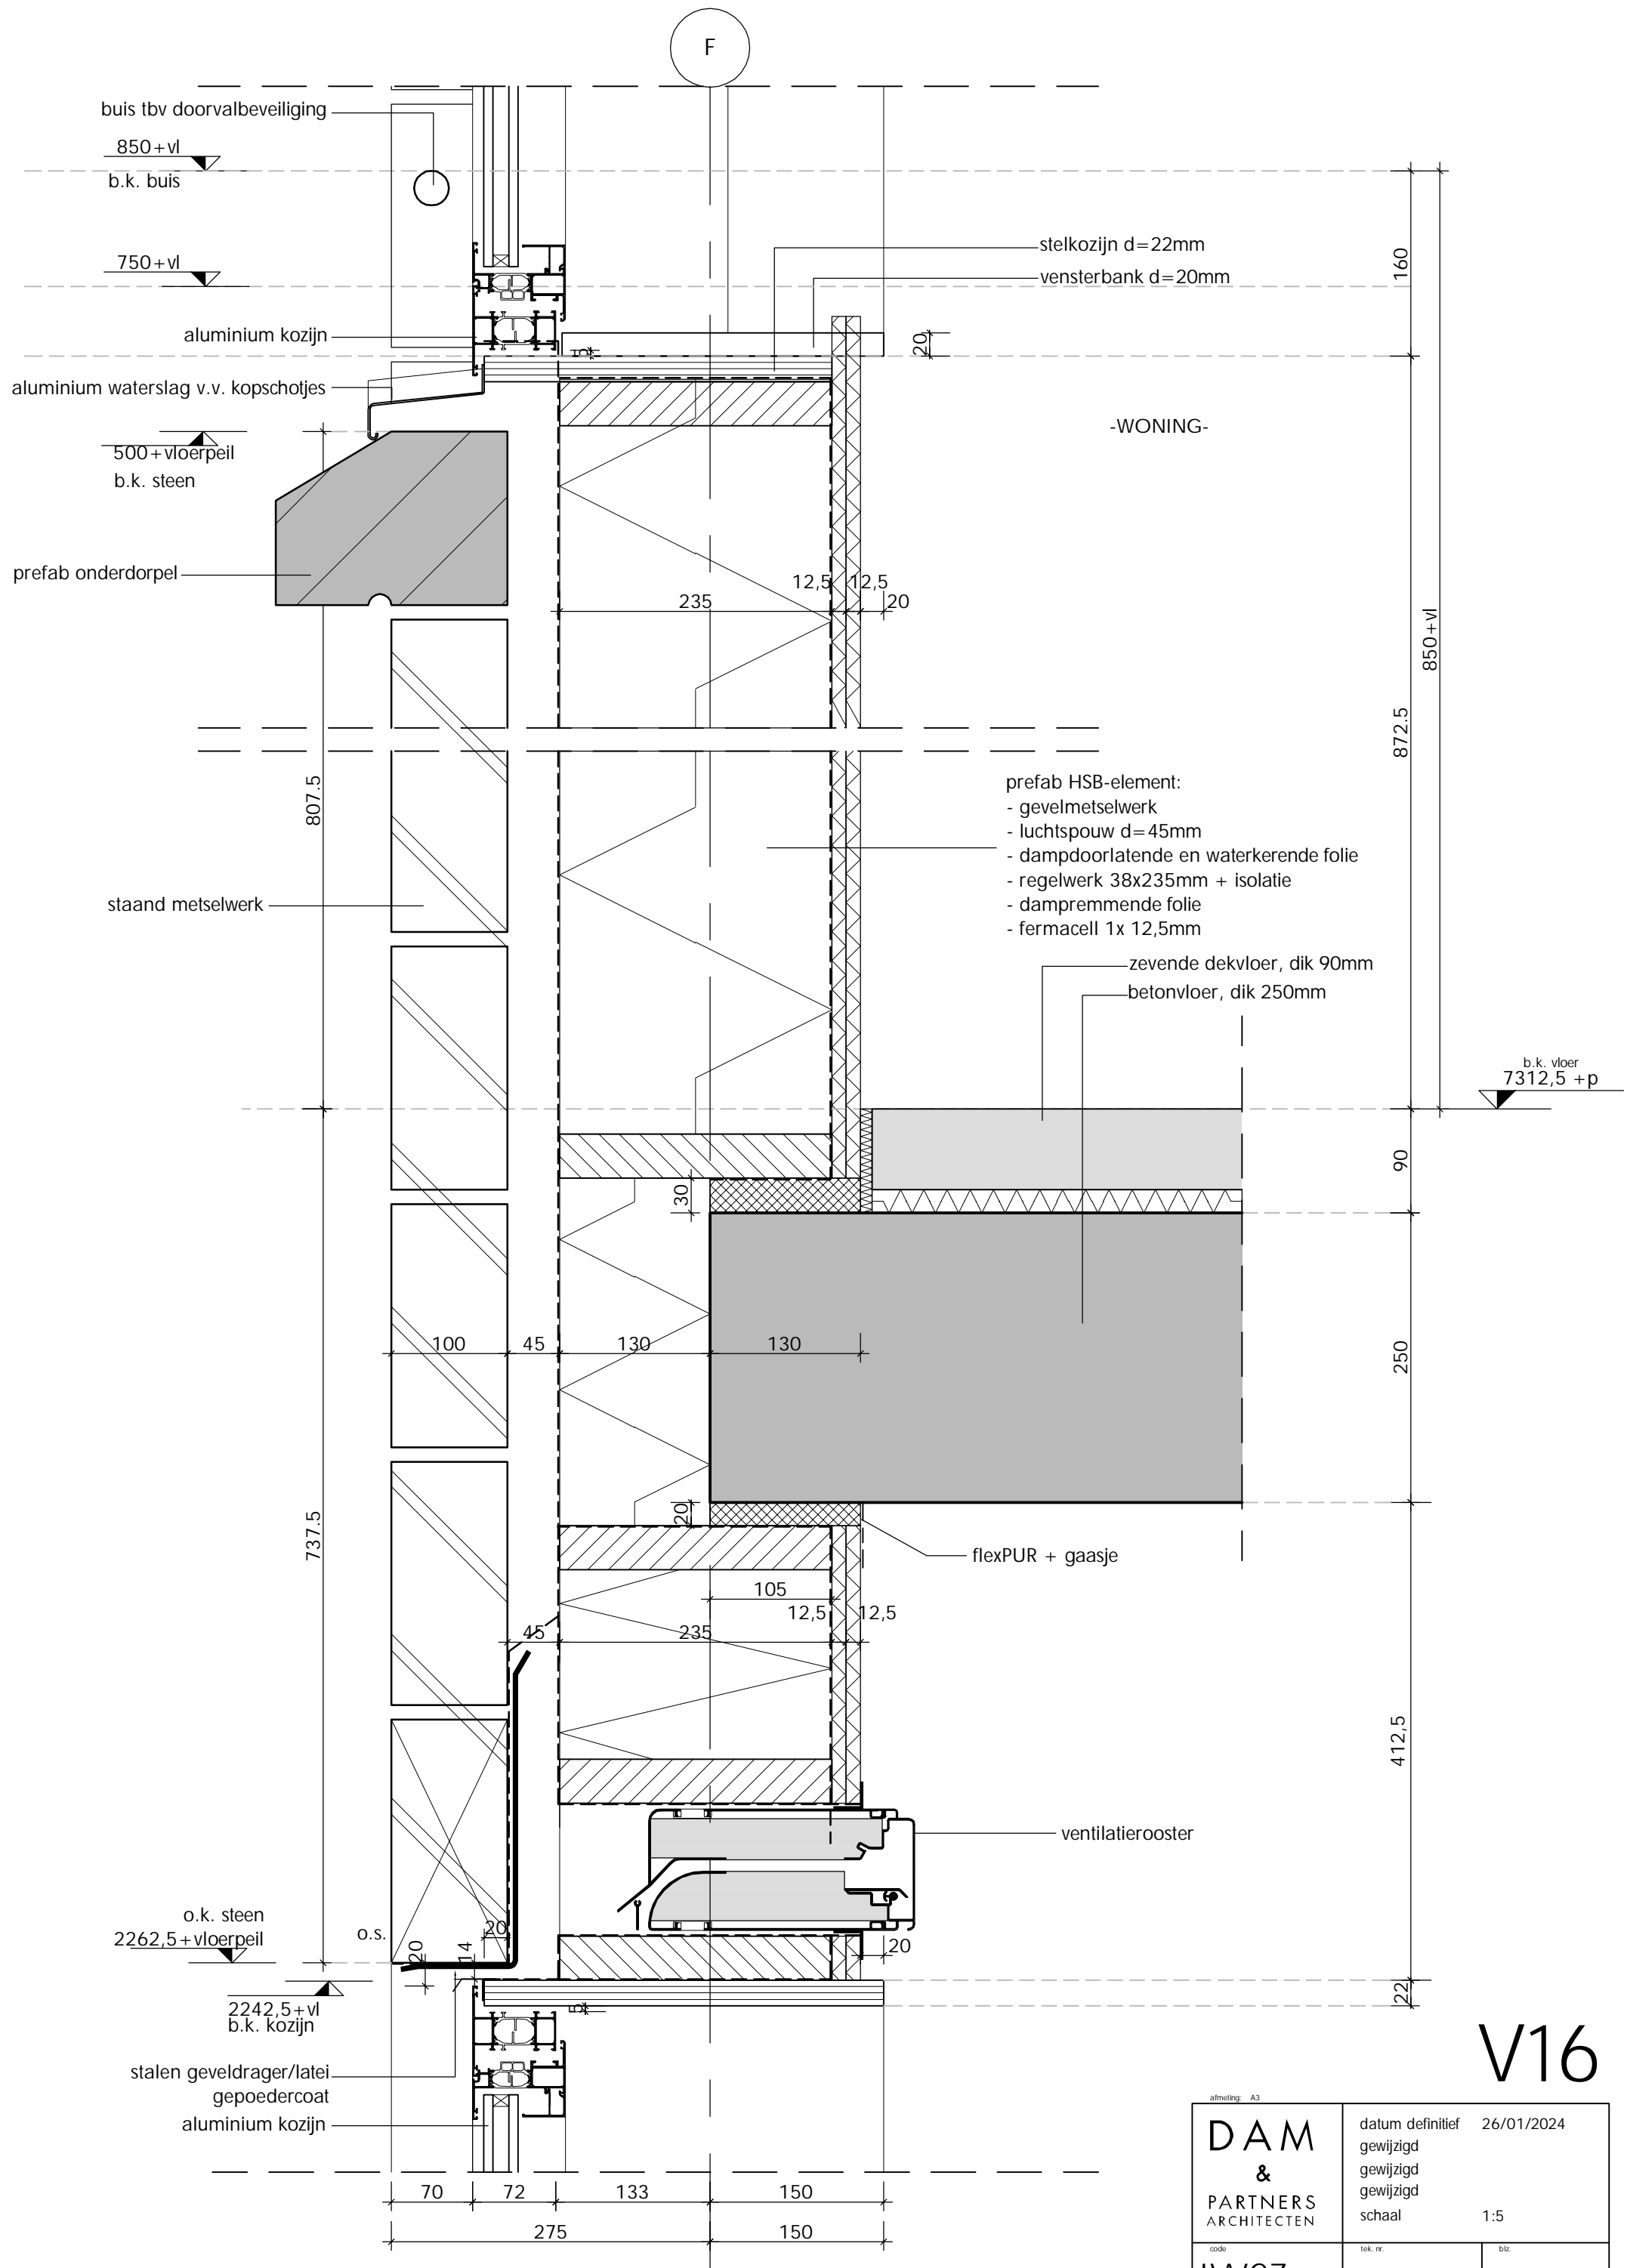 F
buis tbv doorvalbeveiliging
850+vl
b.k. buis
stelkozijn d=22mm
160
750+vl
vensterbank d=20mm
aluminium kozijn
20
5
aluminium waterslag v.v. kopschotjes
-WONING-
500+vloerpeil
b.k. steen
prefab onderdorpel
12,5
12,5
235
20
850+vl
872.5
807.5
prefab HSB-element:
- gevelmetselwerk
- luchtspouw d=45mm
- dampdoorlatende en waterkerende folie
- regelwerk 38x235mm + isolatie
- dampremmende folie
- fermacell 1x 12,5mm
staand metselwerk
zevende dekvloer, dik 90mm
betonvloer, dik 250mm
b.k. vloer
7312,5 +p
90
30
100
45
130
130
250
20
737.5
flexPUR + gaasje
105
12,5
12,5
45
235
412,5
ventilatierooster
o.k. steen
2262,5+vloerpeil
o.s.
20
14
20
20
2242,5+vl
b.k. kozijn
5
22
stalen geveldrager/latei
gepoedercoat
aluminium kozijn
70
72
133
150
275
150
V16
afmeting: A3
DAM
&
PARTNERS
ARCHITECTEN
datum definitief 26/01/2024
gewijzigd
gewijzigd
gewijzigd
schaal 1:5
code
tek. nr.
blz.